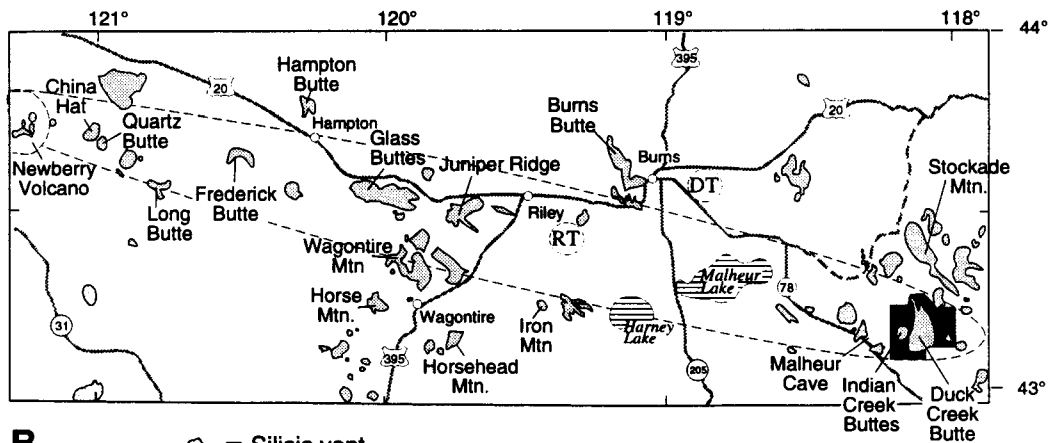 121°
120°
119°
118°
44°
395
Hampton
Butte
China
Hat
20
Burns
Butte
20
Quartz
Butte
Hampton
Glass
Buttes
Burns
Newberry
Volcano
Juniper Ridge
DT
Stockade
Mtn.
Frederick
Butte
Long
Butte
Riley
RT
Wagontire
Mtn
Malheur
Lake
78
Horse
Mtn.
Wagontire
Iron
Mtn
Harney
Lake
31
395
Horsehead
Mtn.
205
Malheur
Cave
Indian
Creek
Buttes
Duck
Creek
Butte
43°
B
= Silicic vent